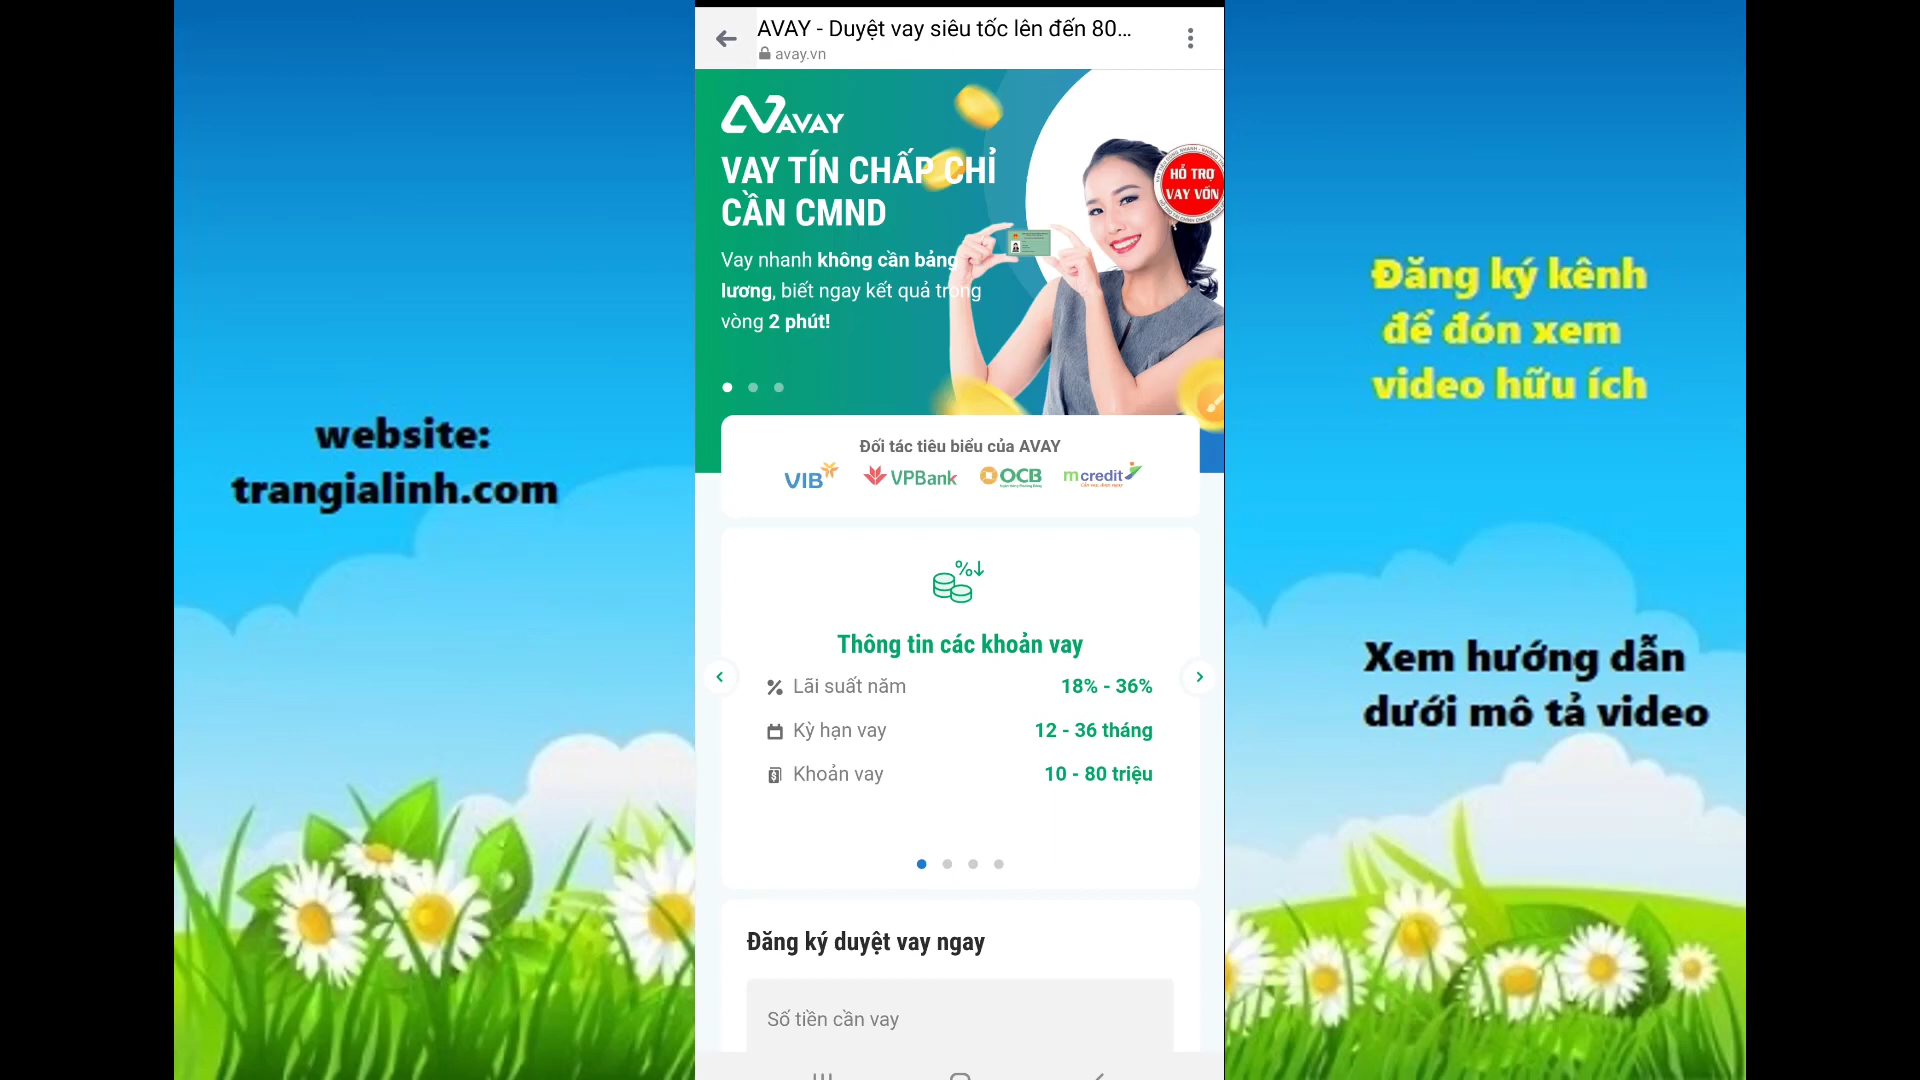 AVAY - Duyệt vay siêu tốc lên đến 80...
avay.vn
AVAY
VAY TÍN CHẤP CHỈ
CẦN CMND
Vay nhanh không cần bảng
lương, biết ngay kết quả trong
vòng 2 phút!
HỖ TRỢ
VAY VỐN
Đối tác tiêu biểu của AVAY
VIB
VPBank
OCB
mcredit
Thông tin các khoản vay
Lãi suất năm 18% - 36%
Kỳ hạn vay 12 - 36 tháng
Khoản vay 10 - 80 triệu
Đăng ký duyệt vay ngay
Số tiền cần vay
website:
trangialinh.com
Đăng ký kênh
để đón xem
video hữu ích
Xem hướng dẫn
dưới mô tả video